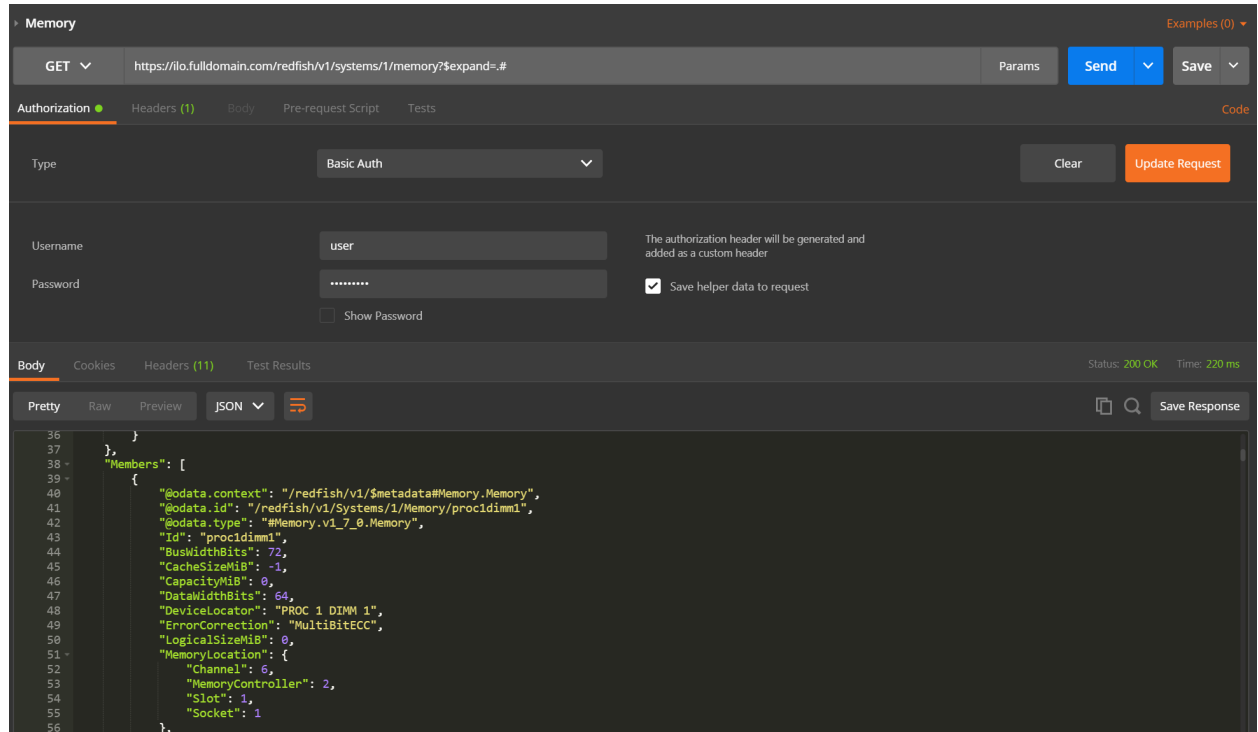 Memory
Examples (0)
GET https://ilo.fulldomain.com/redfish/v1/systems/1/memory?$expand=.# Params Send Save
Authorization Headers (1) Body Pre-request Script Tests Code
Type Basic Auth Clear Update Request
Username user
The authorization header will be generated and
added as a custom header
Password •••••••••
Save helper data to request
Show Password
Body Cookies Headers (11) Test Results Status: 200 OK Time: 220 ms
Pretty Raw Preview JSON Save Response
36 }
37 },
38 "Members": [
39 {
40 "@odata.context": "/redfish/v1/$metadata#Memory.Memory",
41 "@odata.id": "/redfish/v1/Systems/1/Memory/proc1dimm1",
42 "@odata.type": "#Memory.v1_7_0.Memory",
43 "Id": "proc1dimm1",
44 "BusWidthBits": 72,
45 "CacheSizeMiB": -1,
46 "CapacityMiB": 0,
47 "DataWidthBits": 64,
48 "DeviceLocator": "PROC 1 DIMM 1",
49 "ErrorCorrection": "MultiBitECC",
50 "LogicalSizeMiB": 0,
51 "MemoryLocation": {
52 "Channel": 6,
53 "MemoryController": 2,
54 "Slot": 1,
55 "Socket": 1
56 },